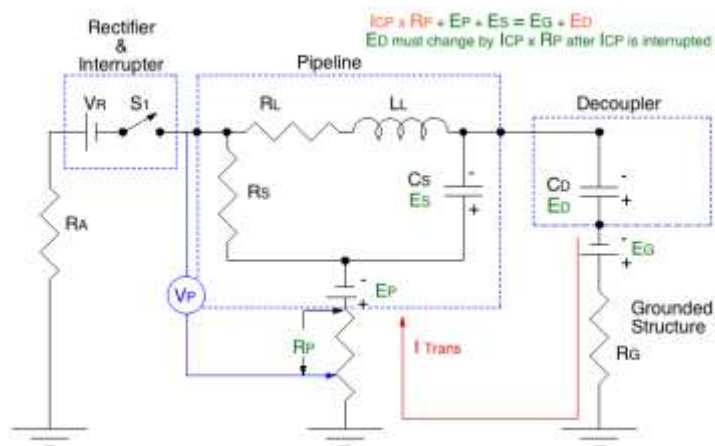 ICP x RP + EP + ES = EG + ED
ED must change by ICP x RP after ICP is interrupted
Rectifier
&
Interrupter
Pipeline
Decoupler
VR
S1
RL
LL
RS
CS
ES
CD
ED
RA
EG
VP
EP
Grounded
Structure
RP
I Trans
RG
-
+
-
+
-
+
-
+